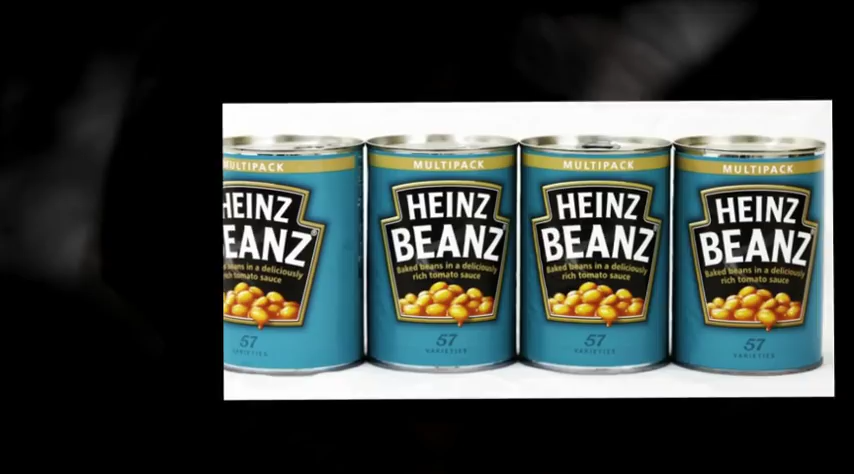 MULTIPACK
HEINZ
BEANZ
beans in a deliciously
rich tomato sauce
57
VARIETIES
MULTIPACK
HEINZ
BEANZ
Baked beans in a deliciously
rich tomato sauce
57
VARIETIES
MULTIPACK
HEINZ
BEANZ
Baked beans in a deliciously
rich tomato sauce
57
VARIETIES
MULTIPACK
HEINZ
BEANZ
Baked beans in a deliciously
rich tomato sauce
57
VARIETIES